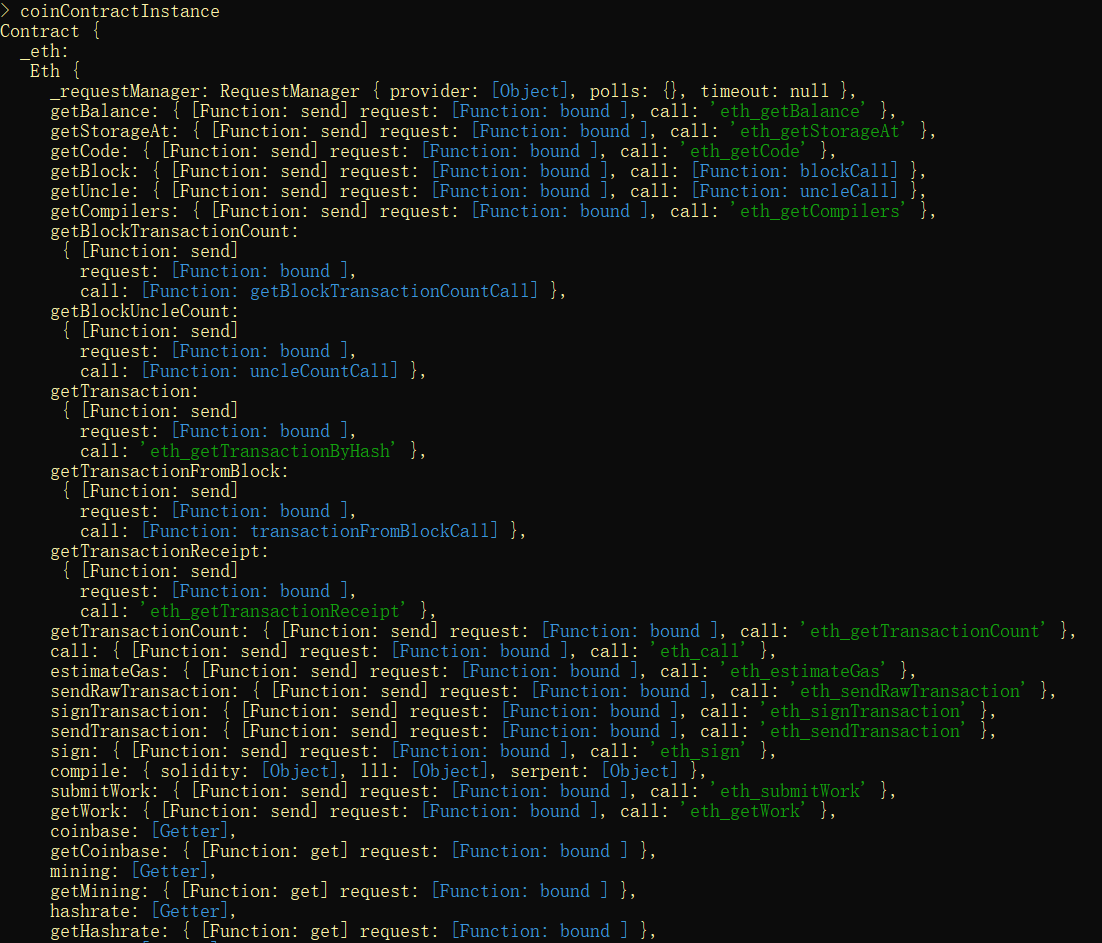 > coinContractInstance
Contract {
  _eth:
   Eth {
     _requestManager: RequestManager { provider: [Object], polls: {}, timeout: null },
     getBalance: { [Function: send] request: [Function: bound ], call: 'eth_getBalance' },
     getStorageAt: { [Function: send] request: [Function: bound ], call: 'eth_getStorageAt' },
     getCode: { [Function: send] request: [Function: bound ], call: 'eth_getCode' },
     getBlock: { [Function: send] request: [Function: bound ], call: [Function: blockCall] },
     getUncle: { [Function: send] request: [Function: bound ], call: [Function: uncleCall] },
     getCompilers: { [Function: send] request: [Function: bound ], call: 'eth_getCompilers' },
     getBlockTransactionCount:
      { [Function: send]
        request: [Function: bound ],
        call: [Function: getBlockTransactionCountCall] },
     getBlockUncleCount:
      { [Function: send]
        request: [Function: bound ],
        call: [Function: uncleCountCall] },
     getTransaction:
      { [Function: send]
        request: [Function: bound ],
        call: 'eth_getTransactionByHash' },
     getTransactionFromBlock:
      { [Function: send]
        request: [Function: bound ],
        call: [Function: transactionFromBlockCall] },
     getTransactionReceipt:
      { [Function: send]
        request: [Function: bound ],
        call: 'eth_getTransactionReceipt' },
     getTransactionCount: { [Function: send] request: [Function: bound ], call: 'eth_getTransactionCount' },
     call: { [Function: send] request: [Function: bound ], call: 'eth_call' },
     estimateGas: { [Function: send] request: [Function: bound ], call: 'eth_estimateGas' },
     sendRawTransaction: { [Function: send] request: [Function: bound ], call: 'eth_sendRawTransaction' },
     signTransaction: { [Function: send] request: [Function: bound ], call: 'eth_signTransaction' },
     sendTransaction: { [Function: send] request: [Function: bound ], call: 'eth_sendTransaction' },
     sign: { [Function: send] request: [Function: bound ], call: 'eth_sign' },
     compile: { solidity: [Object], lll: [Object], serpent: [Object] },
     submitWork: { [Function: send] request: [Function: bound ], call: 'eth_submitWork' },
     getWork: { [Function: send] request: [Function: bound ], call: 'eth_getWork' },
     coinbase: [Getter],
     getCoinbase: { [Function: get] request: [Function: bound ] },
     mining: [Getter],
     getMining: { [Function: get] request: [Function: bound ] },
     hashrate: [Getter],
     getHashrate: { [Function: get] request: [Function: bound ] },